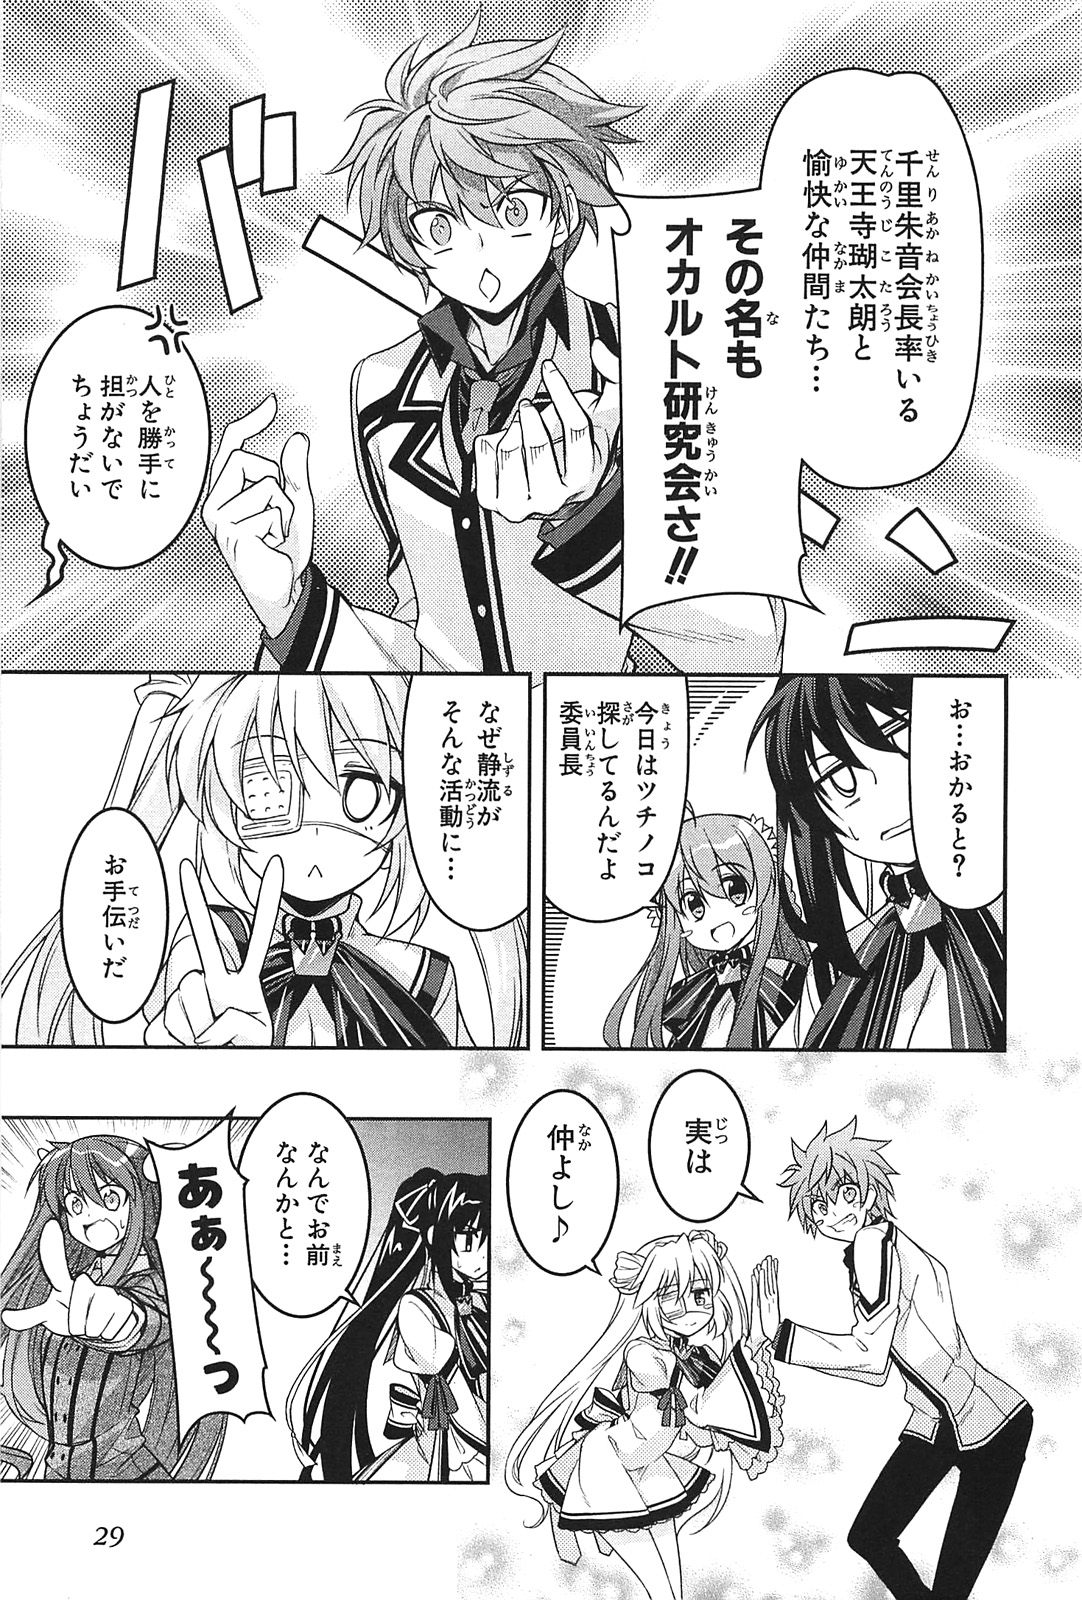 千里朱音会長率いる
天王寺瑚太朗と
愉快な仲間たち…
その名も
オカルト研究会さ!!
人を勝手に
担がないで
ちょうだい
ババーン
お…おかると?
今日はツチノコ
探してるんだよ
委員長
なぜ静流が
そんな活動に…
お手伝いだ
実は
仲よし♪
なんでお前
なんかと…
あぁ〜〜っ
29